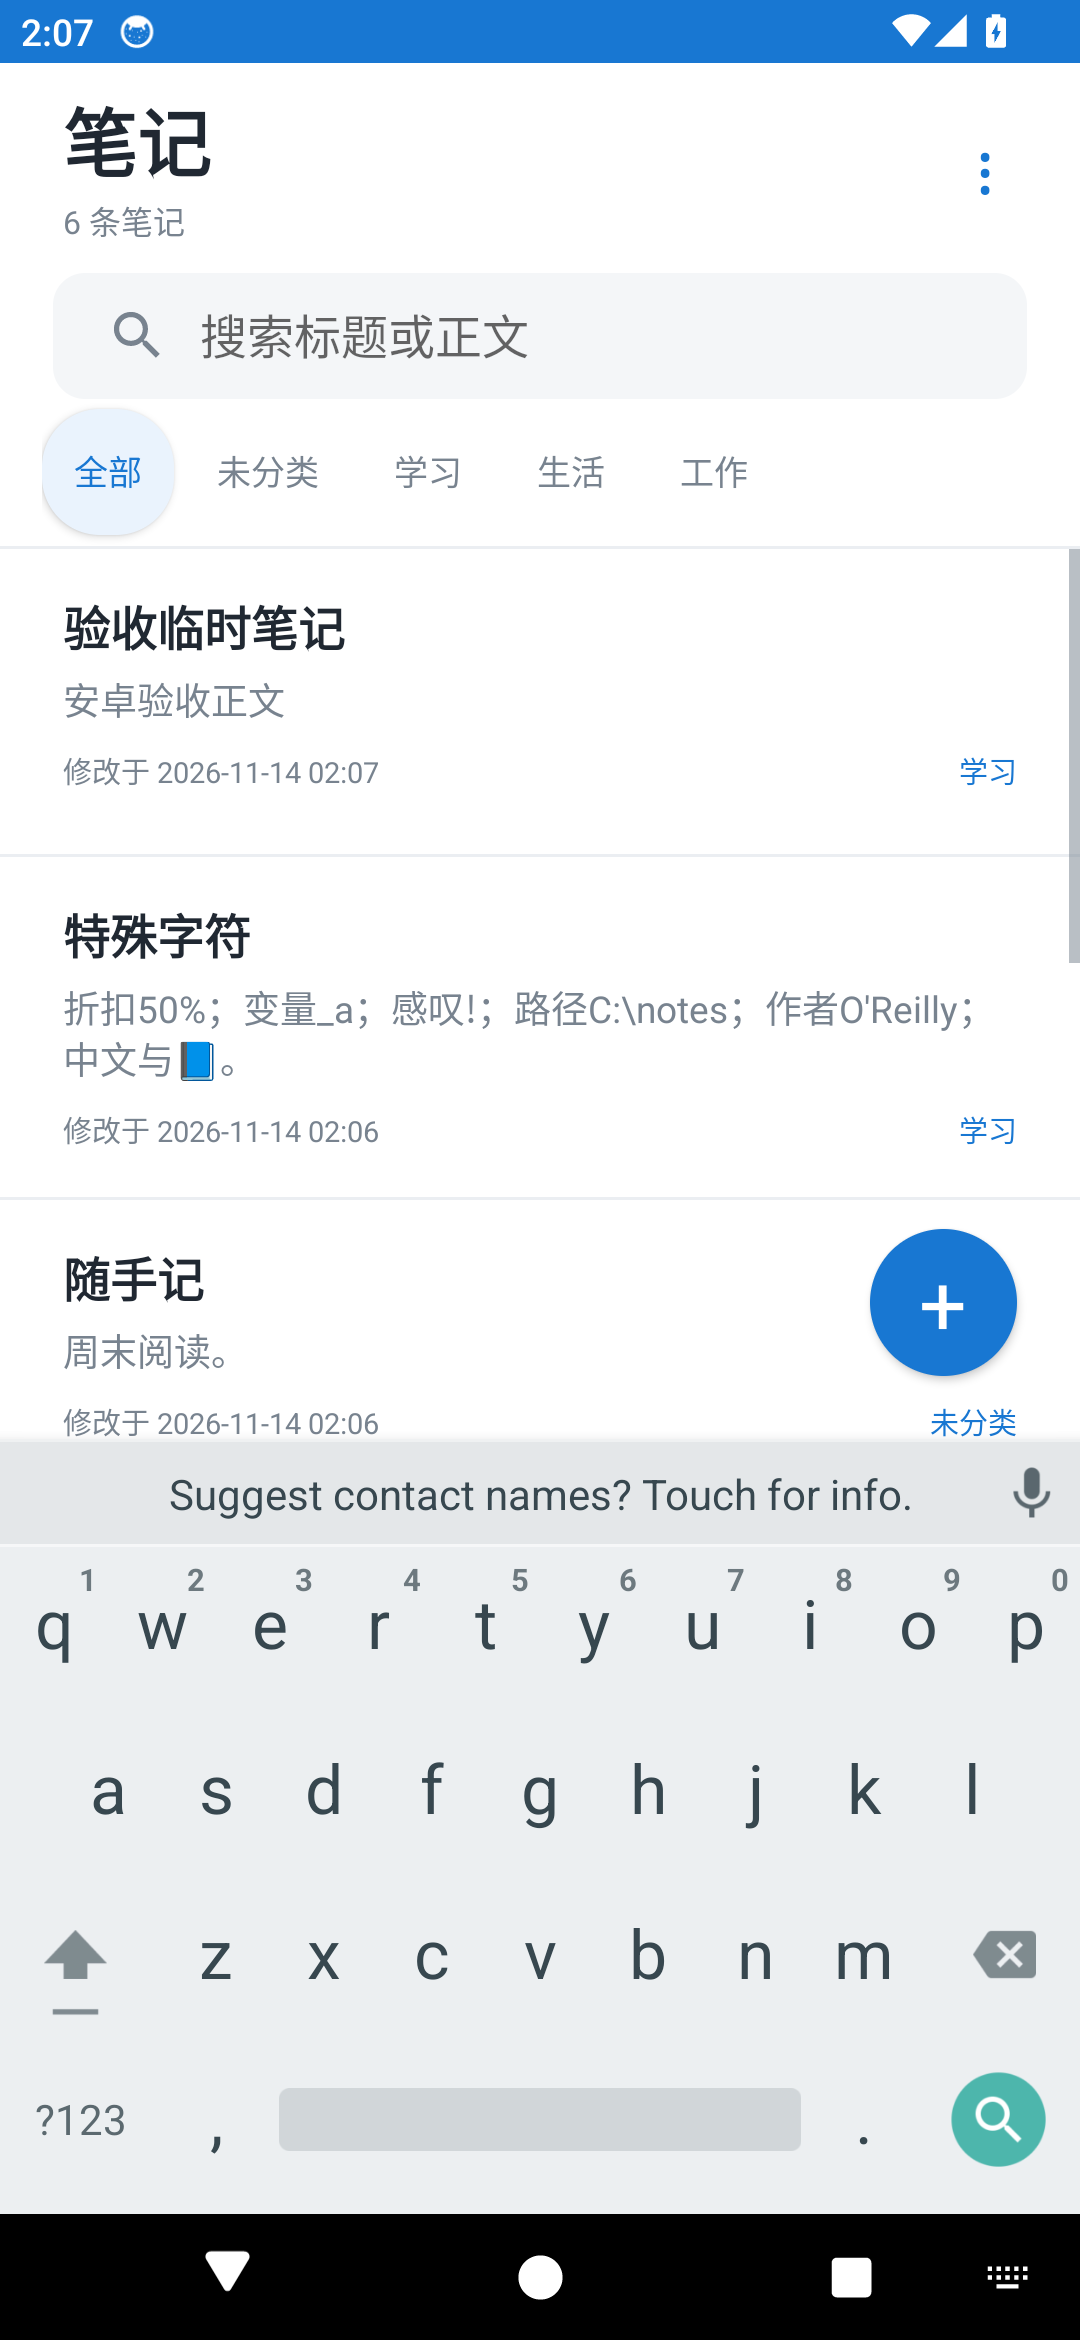 2:07
笔记
6 条笔记
搜索标题或正文
全部 未分类 学习 生活 工作
验收临时笔记
安卓验收正文
修改于 2026-11-14 02:07 学习
特殊字符
折扣50%；变量_a；感叹!；路径C:\notes；作者O'Reilly；
中文与📘。
修改于 2026-11-14 02:06 学习
随手记
+
周末阅读。
修改于 2026-11-14 02:06 未分类
Suggest contact names? Touch for info.
1 2 3 4 5 6 7 8 9 0
q w e r t y u i o p
a s d f g h j k l
z x c v b n m
?123 , .